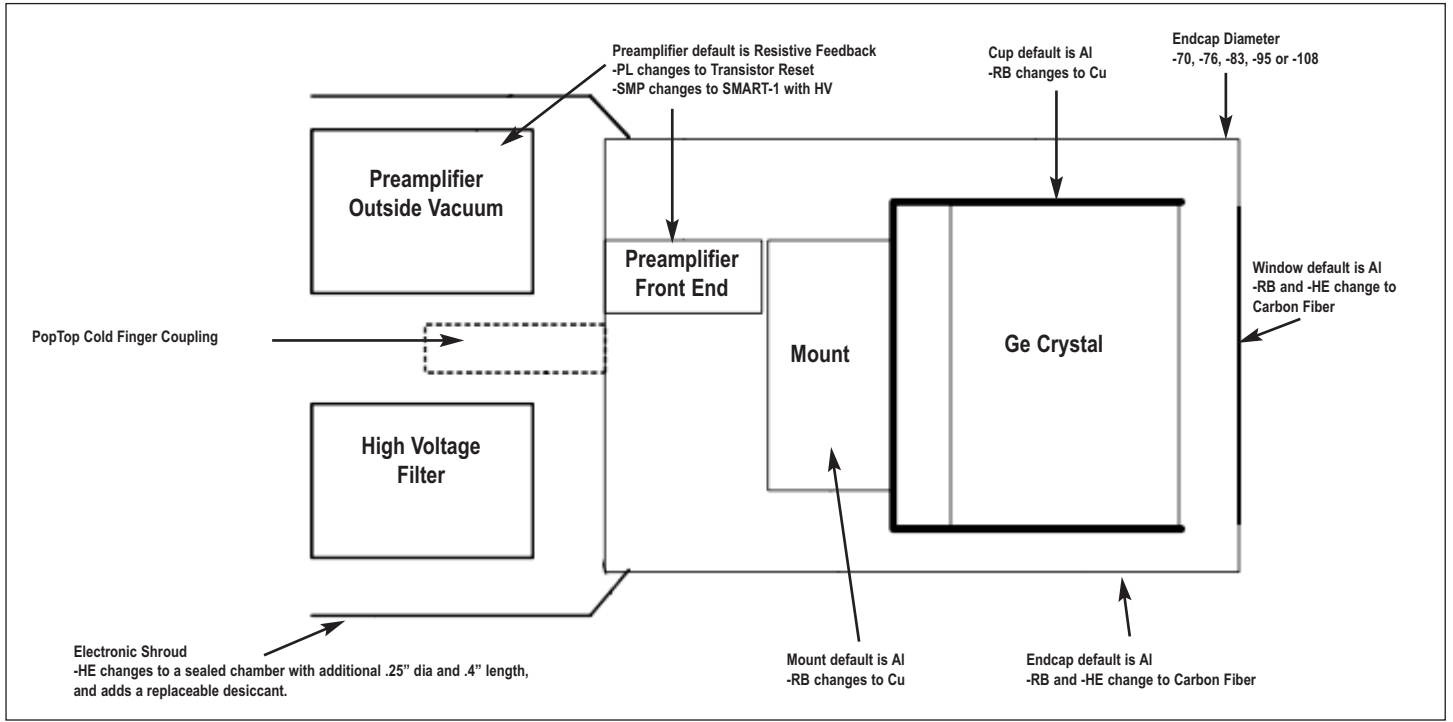 Preamplifier default is Resistive Feedback
-PL changes to Transistor Reset
-SMP changes to SMART-1 with HV
Cup default is Al
-RB changes to Cu
Endcap Diameter
-70, -76, -83, -95 or -108
Preamplifier
Outside Vacuum
Preamplifier
Front End
Window default is Al
-RB and -HE change to
Carbon Fiber
PopTop Cold Finger Coupling
Mount
Ge Crystal
High Voltage
Filter
Electronic Shroud
-HE changes to a sealed chamber with additional .25” dia and .4” length,
and adds a replaceable desiccant.
Mount default is Al
-RB changes to Cu
Endcap default is Al
-RB and -HE change to Carbon Fiber